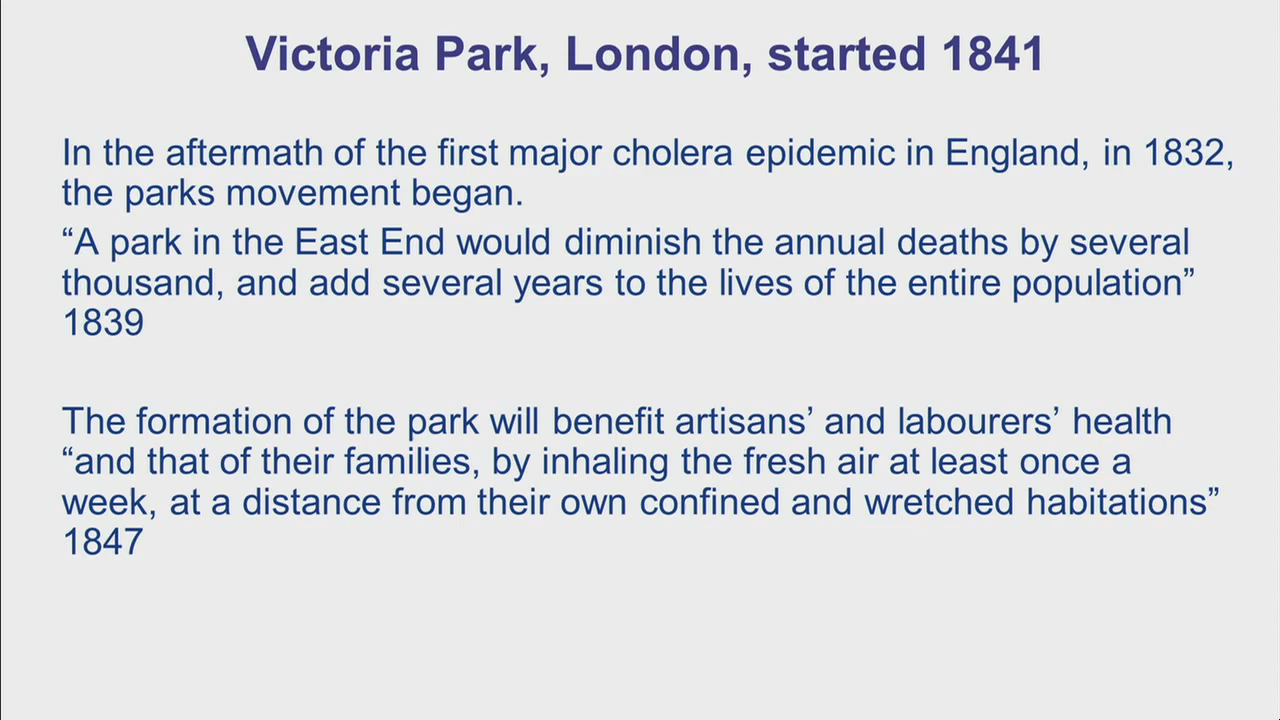 Victoria Park, London, started 1841
In the aftermath of the first major cholera epidemic in England, in 1832,
the parks movement began.
“A park in the East End would diminish the annual deaths by several
thousand, and add several years to the lives of the entire population”
1839
The formation of the park will benefit artisans’ and labourers’ health
“and that of their families, by inhaling the fresh air at least once a
week, at a distance from their own confined and wretched habitations”
1847